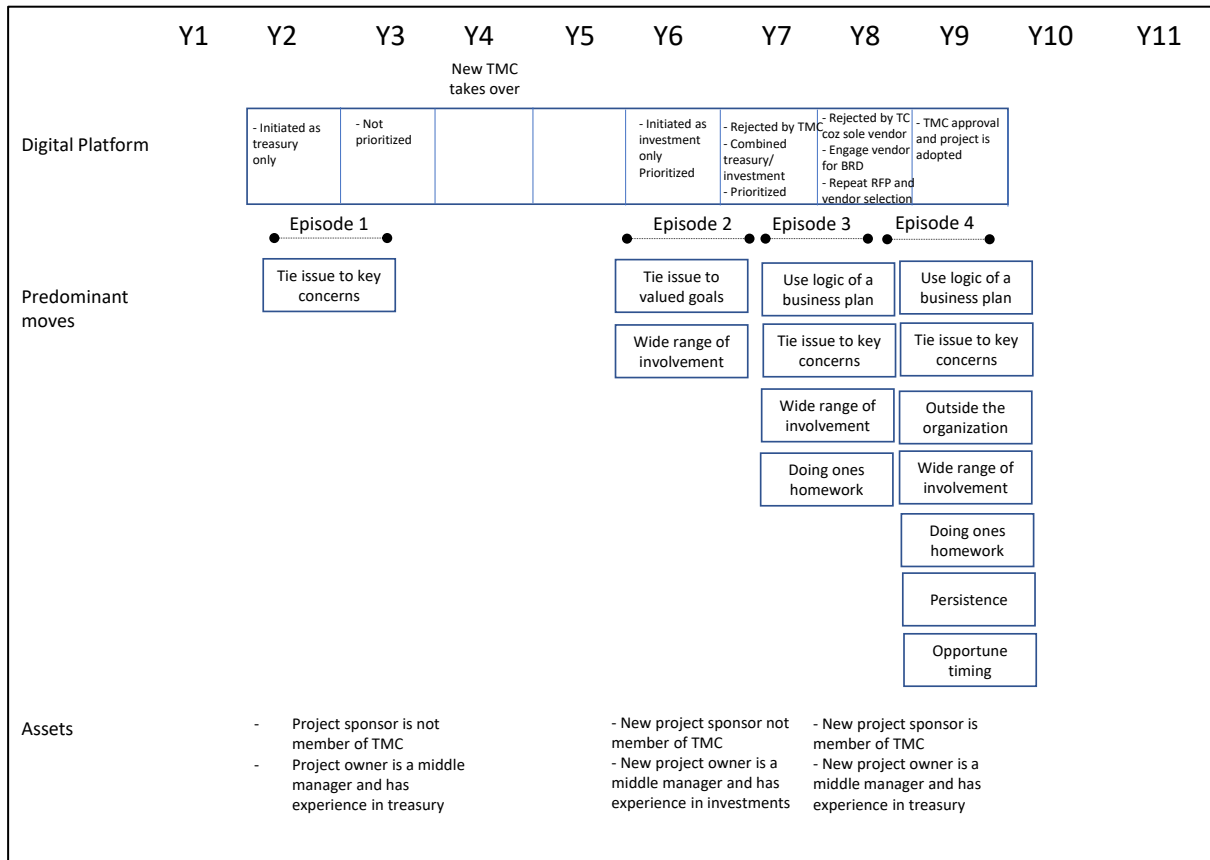 Y1 Y2 Y3 Y4 Y5 Y6 Y7 Y8 Y9 Y10 Y11
New TMC
takes over
Digital Platform
- Initiated as
treasury
only
- Not
prioritized
- Initiated as
investment
only
Prioritized
- Rejected by TMC
- Combined
treasury/
investment
- Prioritized
- Rejected by TC
coz sole vendor
- Engage vendor
for BRD
- Repeat RFP and
vendor selection
- TMC approval
and project is
adopted
Episode 1
Episode 2
Episode 3
Episode 4
Predominant
moves
Tie issue to key
concerns
Tie issue to
valued goals
Wide range of
involvement
Use logic of a
business plan
Tie issue to key
concerns
Wide range of
involvement
Doing ones
homework
Use logic of a
business plan
Tie issue to key
concerns
Outside the
organization
Wide range of
involvement
Doing ones
homework
Persistence
Opportune
timing
Assets
- Project sponsor is not
member of TMC
- Project owner is a middle
manager and has
experience in treasury
- New project sponsor not
member of TMC
- New project owner is a
middle manager and has
experience in investments
- New project sponsor is
member of TMC
- New project owner is a
middle manager and has
experience in treasury